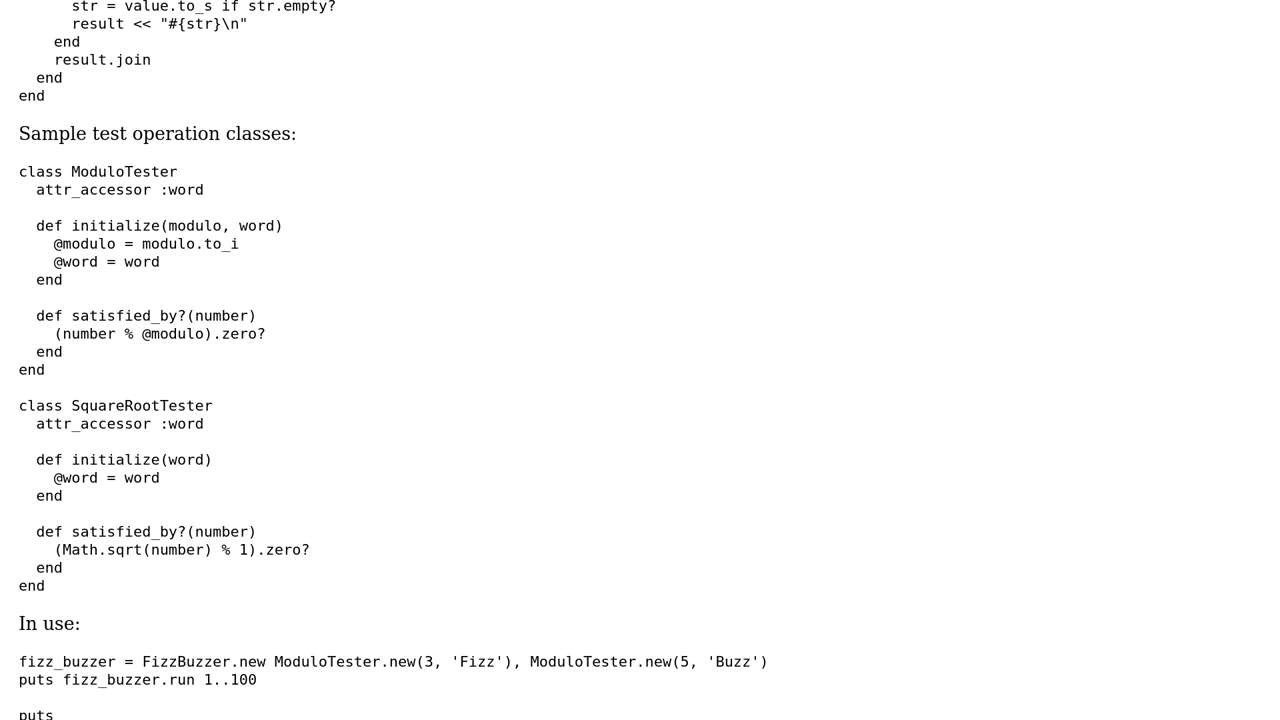 str = value.to_s if str.empty?
      result << "#{str}\n"
    end
    result.join
  end
end
Sample test operation classes:
class ModuloTester
  attr_accessor :word
  def initialize(modulo, word)
    @modulo = modulo.to_i
    @word = word
  end
  def satisfied_by?(number)
    (number % @modulo).zero?
  end
end
class SquareRootTester
  attr_accessor :word
  def initialize(word)
    @word = word
  end
  def satisfied_by?(number)
    (Math.sqrt(number) % 1).zero?
  end
end
In use:
fizz_buzzer = FizzBuzzer.new ModuloTester.new(3, 'Fizz'), ModuloTester.new(5, 'Buzz')
puts fizz_buzzer.run 1..100
puts